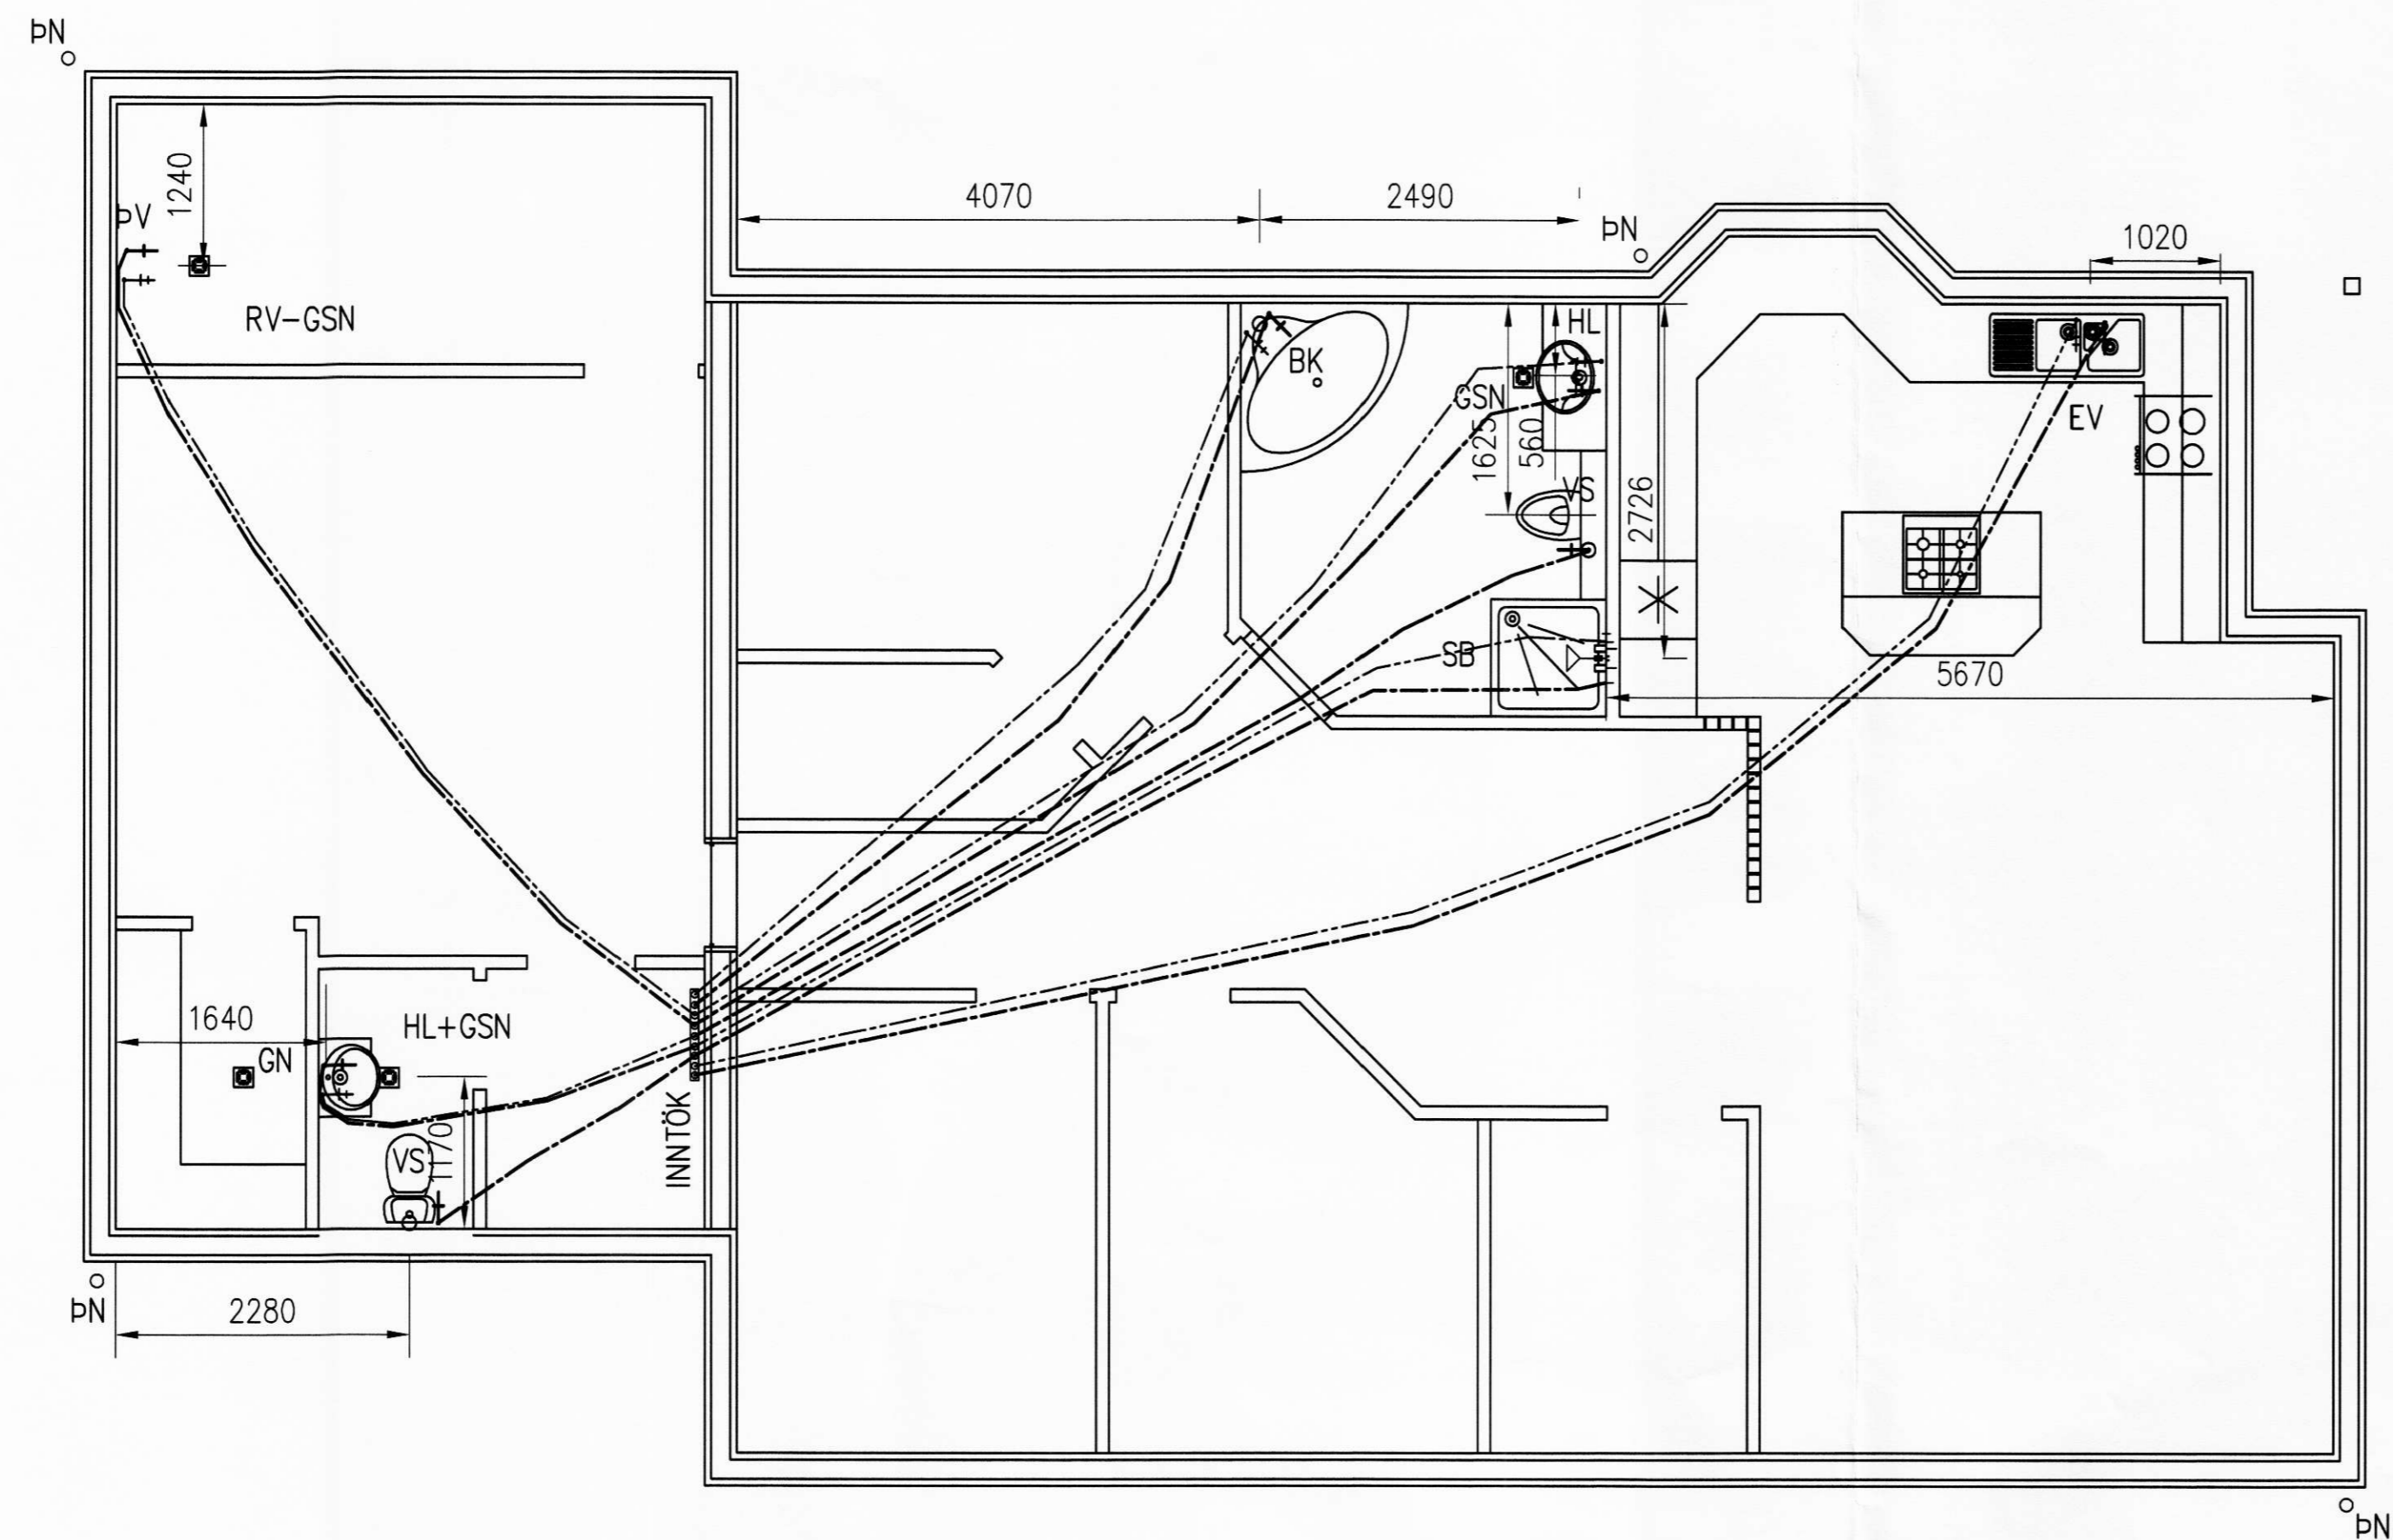 ÞN
1240
ÞV
RV-GSN
4070
2490
ÞN
1020
HL
BK
GSN
1625
560
EV
VS
2726
SB
5670
1640
HL+GSN
GN
INNTÖK
VS
1170
ÞN
2280
ÞN